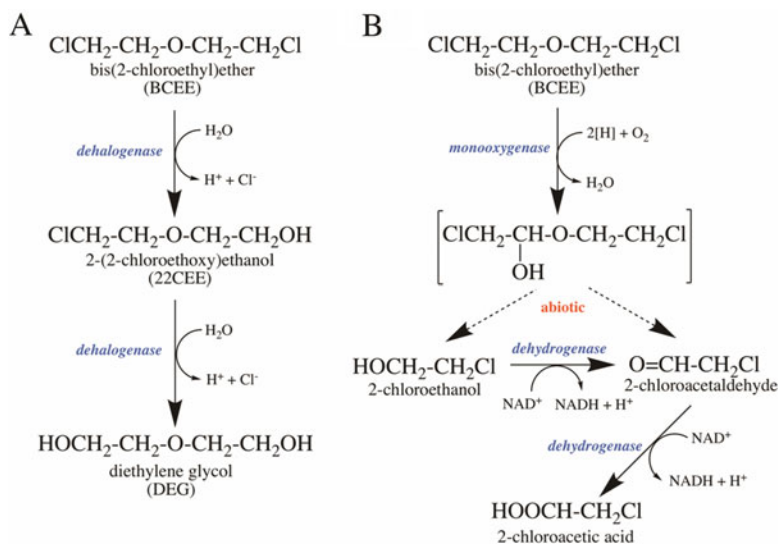 A
ClCH₂-CH₂-O-CH₂-CH₂Cl
bis(2-chloroethyl)ether
(BCEE)
dehalogenase
H₂O
H⁺ + Cl⁻
ClCH₂-CH₂-O-CH₂-CH₂OH
2-(2-chloroethoxy)ethanol
(22CEE)
dehalogenase
H₂O
H⁺ + Cl⁻
HOCH₂-CH₂-O-CH₂-CH₂OH
diethylene glycol
(DEG)
B
ClCH₂-CH₂-O-CH₂-CH₂Cl
bis(2-chloroethyl)ether
(BCEE)
monooxygenase
2[H] + O₂
H₂O
ClCH₂-CH-O-CH₂-CH₂Cl
OH
abiotic
HOCH₂-CH₂Cl
2-chloroethanol
dehydrogenase
NAD⁺
NADH + H⁺
O=CH-CH₂Cl
2-chloroacetaldehyde
dehydrogenase
NAD⁺
NADH + H⁺
HOOCH-CH₂Cl
2-chloroacetic acid